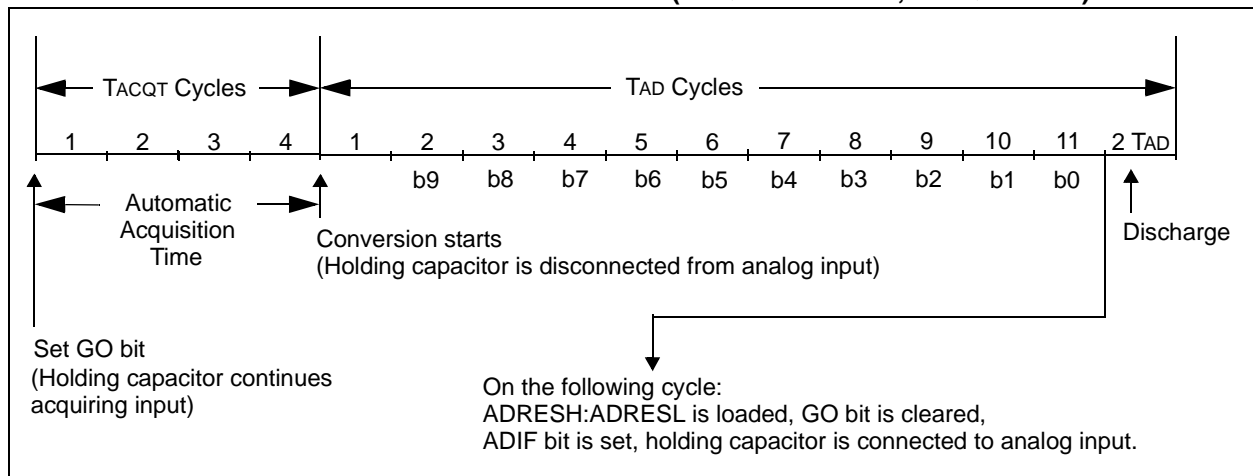 TACQT Cycles
TAD Cycles
1 2 3 4 1 2 3 4 5 6 7 8 9 10 11 2 TAD
b9 b8 b7 b6 b5 b4 b3 b2 b1 b0
Automatic
Acquisition
Time
Conversion starts
(Holding capacitor is disconnected from analog input)
Discharge
Set GO bit
(Holding capacitor continues
acquiring input)
On the following cycle:
ADRESH:ADRESL is loaded, GO bit is cleared,
ADIF bit is set, holding capacitor is connected to analog input.